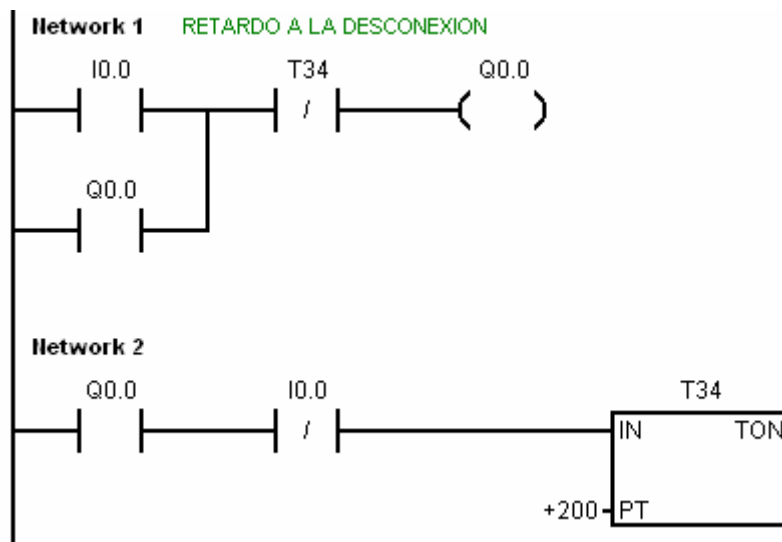 Network 1 RETARDO A LA DESCONEXION
I0.0 T34 Q0.0
/
Q0.0
Network 2
Q0.0 I0.0 T34
/ IN TON
+200 PT